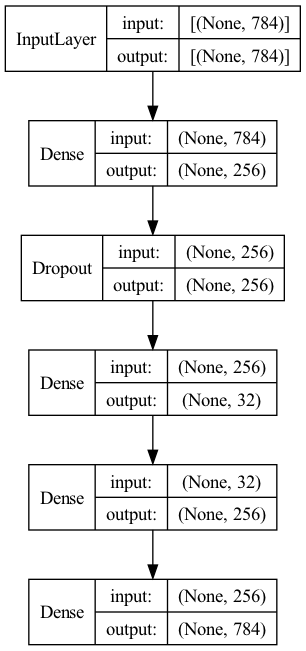 InputLayer
input: [(None, 784)]
output: [(None, 784)]
Dense
input: (None, 784)
output: (None, 256)
Dropout
input: (None, 256)
output: (None, 256)
Dense
input: (None, 256)
output: (None, 32)
Dense
input: (None, 32)
output: (None, 256)
Dense
input: (None, 256)
output: (None, 784)